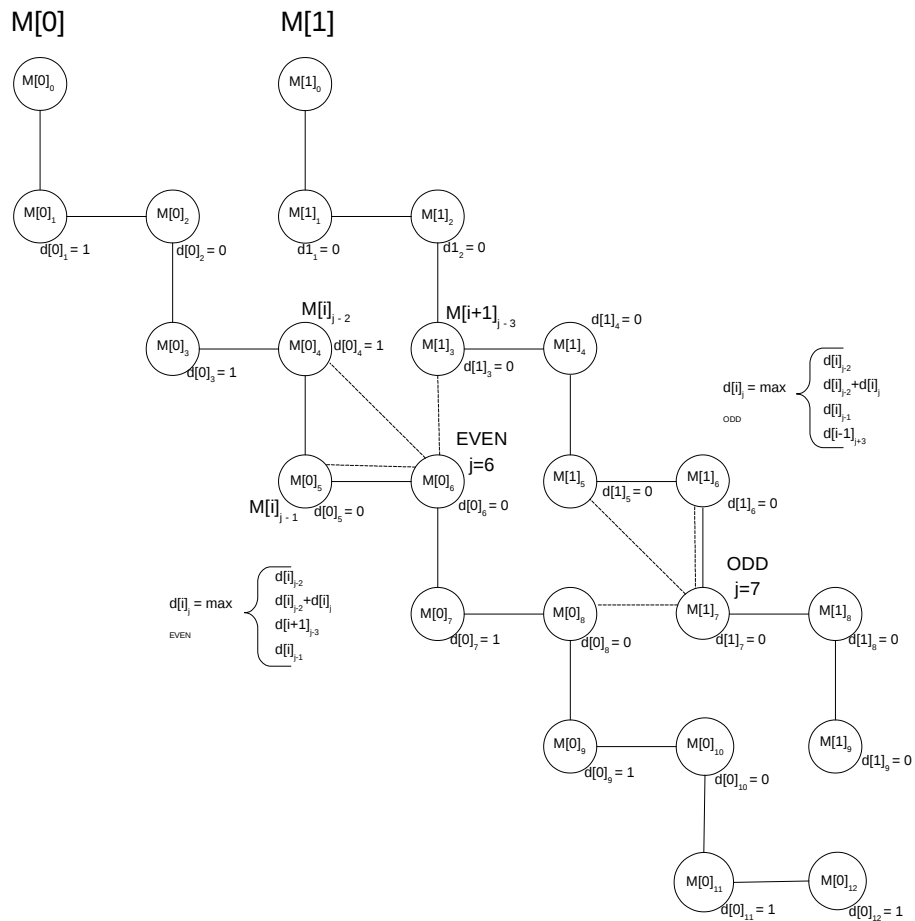 M[0] M[1]
M[0]₀ M[1]₀
M[0]₁ M[0]₂ M[1]₁ M[1]₂
d[0]₁ = 1 d[0]₂ = 0 d1₁ = 0 d1₂ = 0
M[i]j - 2 M[i+1]j - 3 d[1]₄ = 0
M[0]₃ M[0]₄ d[0]₄ = 1 M[1]₃ M[1]₄
d[0]₃ = 1 d[1]₃ = 0
d[i]j-2
d[i]j = max d[i]j-2+d[i]j
ODD d[i]j-1
d[i-1]j+3
EVEN
j=6
M[0]₅ M[0]₆ M[1]₅ M[1]₆
M[i]j - 1 d[0]₅ = 0 d[0]₆ = 0 d[1]₅ = 0 d[1]₆ = 0
ODD
j=7
d[i]j-2
d[i]j = max d[i]j-2+d[i]j
EVEN d[i+1]j-3
d[i]j-1
M[0]₇ M[0]₈ M[1]₇ M[1]₈
d[0]₇ = 1 d[0]₈ = 0 d[1]₇ = 0 d[1]₈ = 0
M[0]₉ M[0]₁₀ M[1]₉
d[0]₉ = 1 d[0]₁₀ = 0 d[1]₉ = 0
M[0]₁₁ M[0]₁₂
d[0]₁₁ = 1 d[0]₁₂ = 1